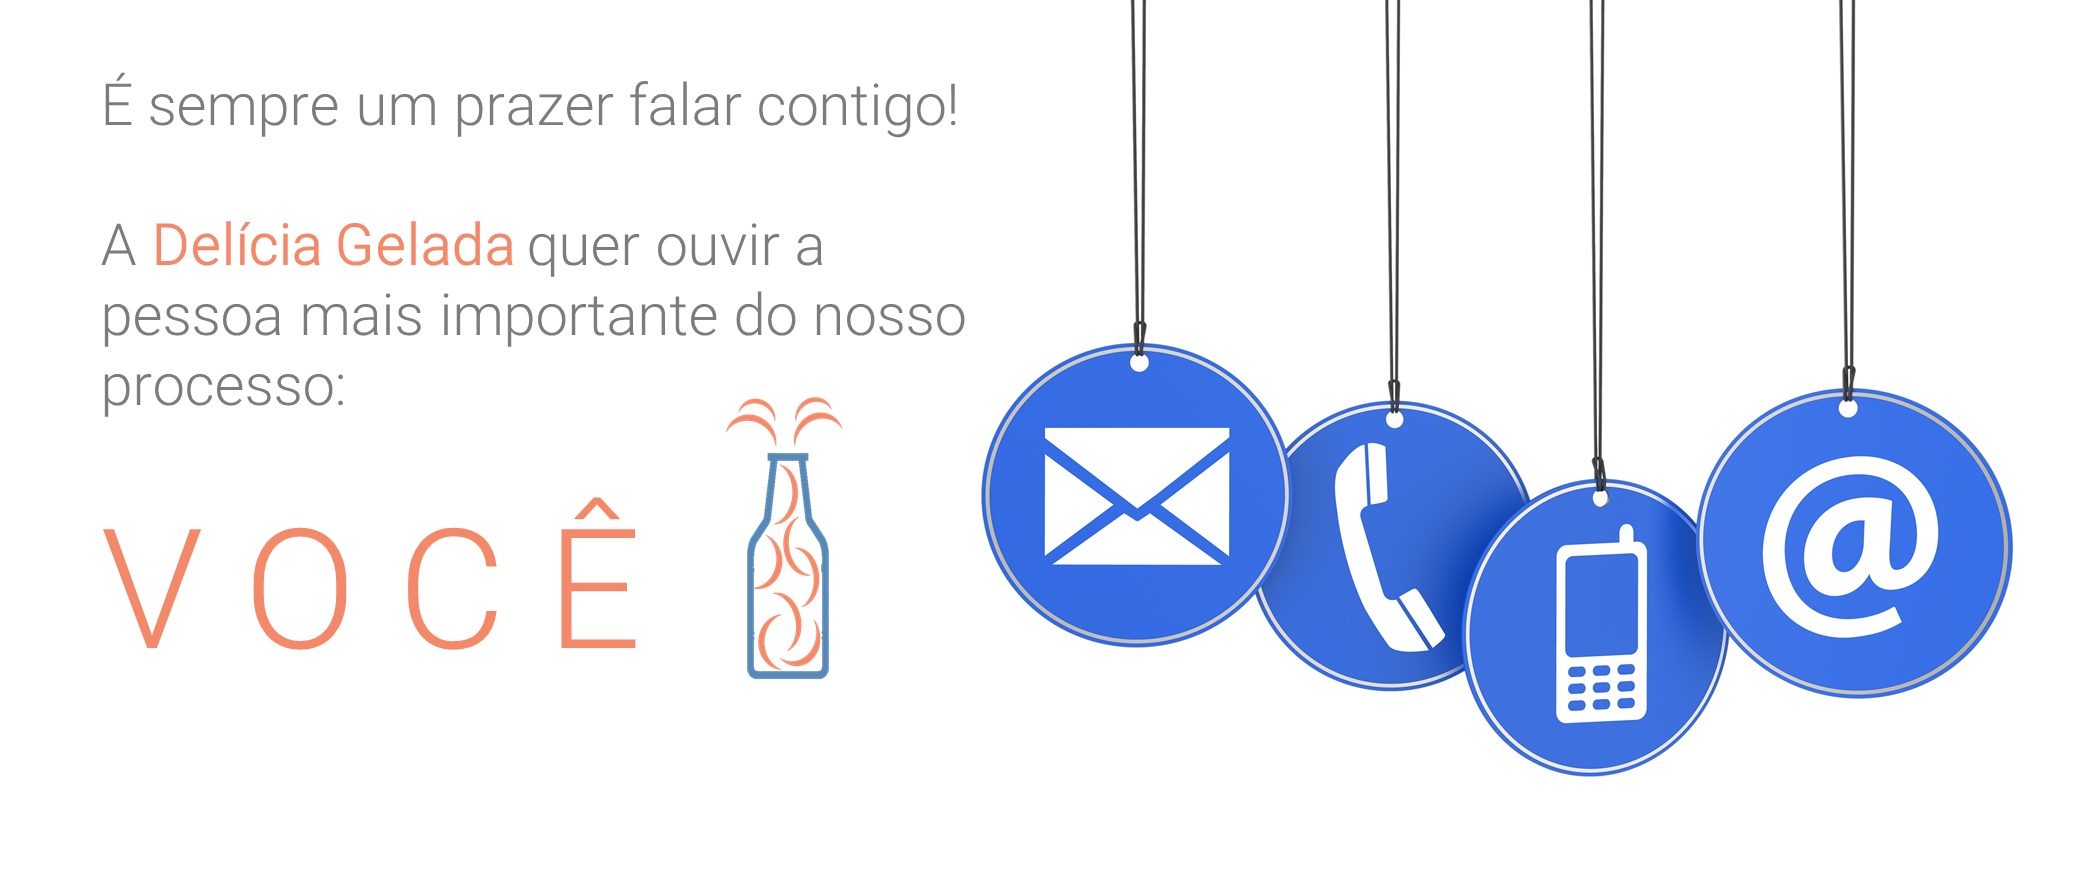 É sempre um prazer falar contigo!
A Delícia Gelada quer ouvir a
pessoa mais importante do nosso
processo:
VOCÊ
@